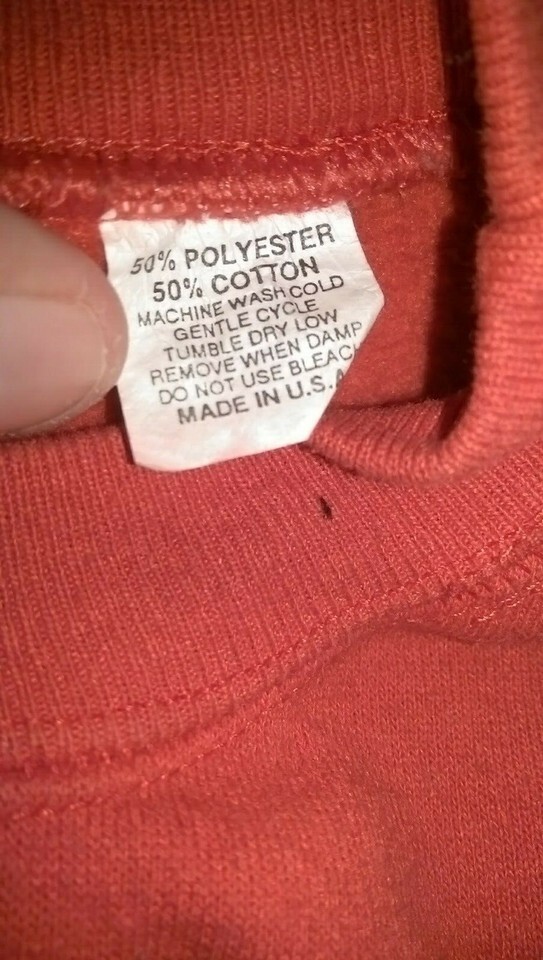 50% POLYESTER
50% COTTON
MACHINE WASH COLD
GENTLE CYCLE
TUMBLE DRY LOW
REMOVE WHEN DAMP
DO NOT USE BLEACH
MADE IN U.S.A